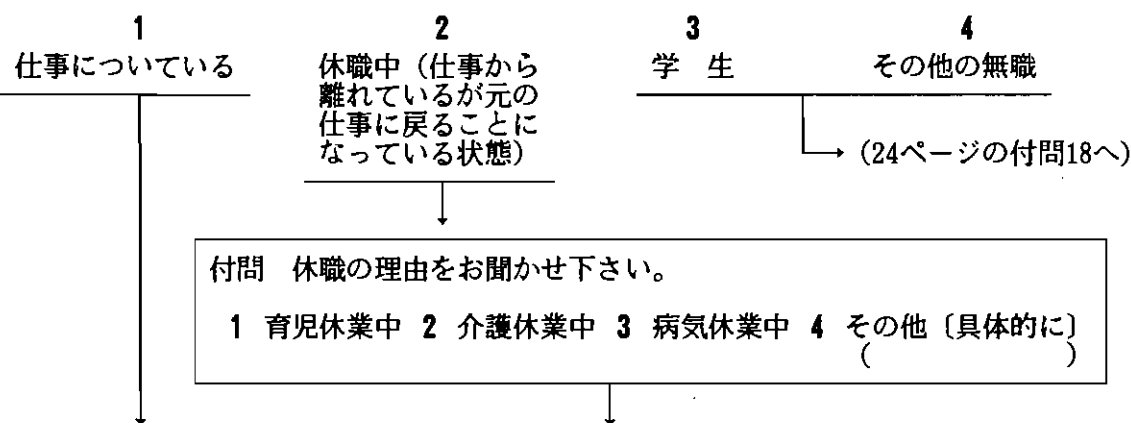 1 2 3 4
仕事についている 休職中（仕事から 学 生 その他の無職
離れているが元の
仕事に戻ることに
なっている状態）
(24ページの付問18へ)
付問 休職の理由をお聞かせ下さい。
1 育児休業中 2 介護休業中 3 病気休業中 4 その他〔具体的に〕
( )